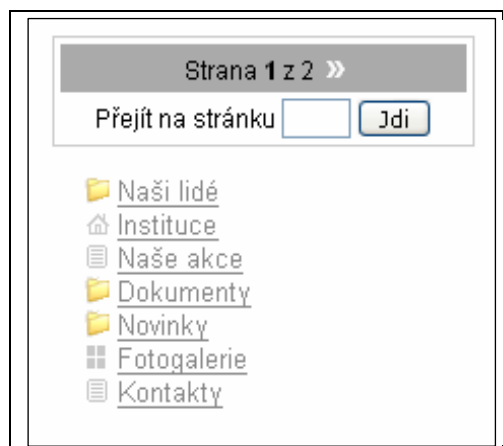 Strana 1 z 2 »
Přejít na stránku Jdi
Naši lidé
Instituce
Naše akce
Dokumenty
Novinky
Fotogalerie
Kontakty